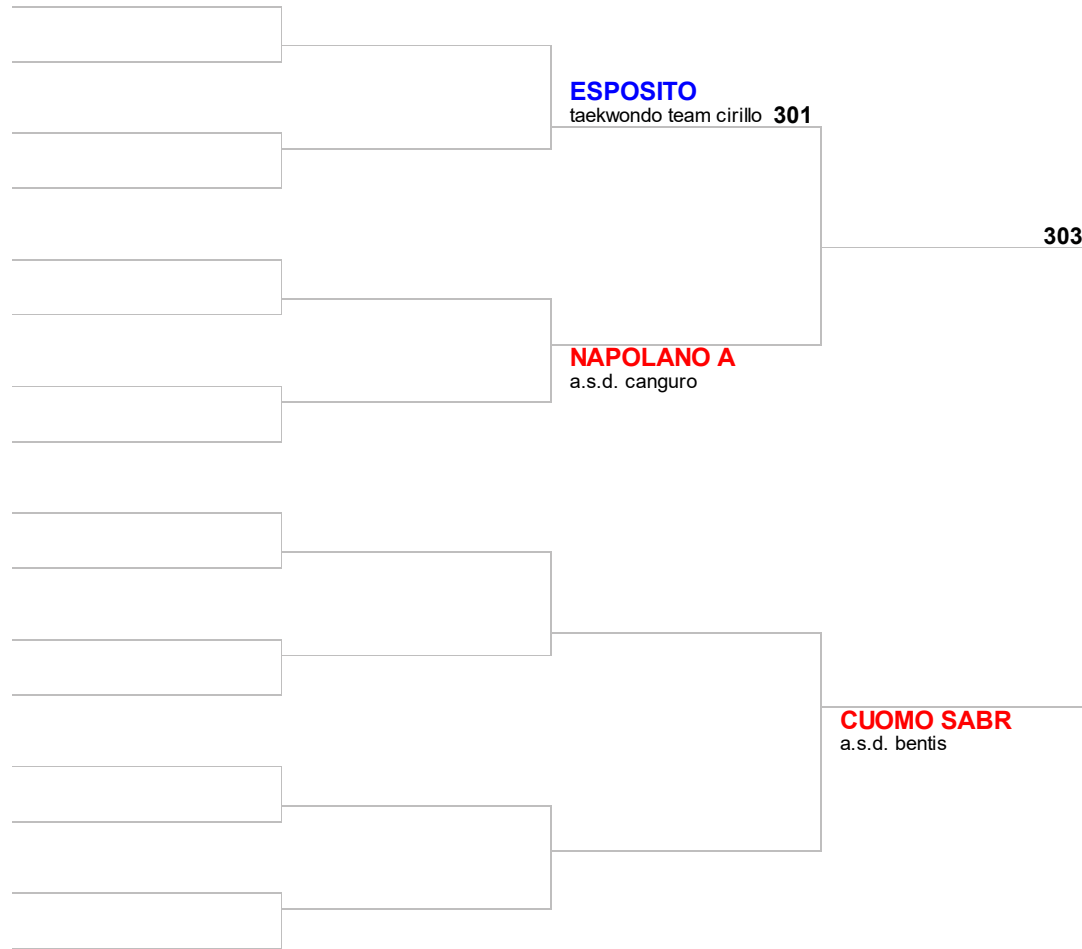 ESPOSITO
taekwondo team cirillo 301
303
NAPOLANO A
a.s.d. canguro
CUOMO SABR
a.s.d. bentis